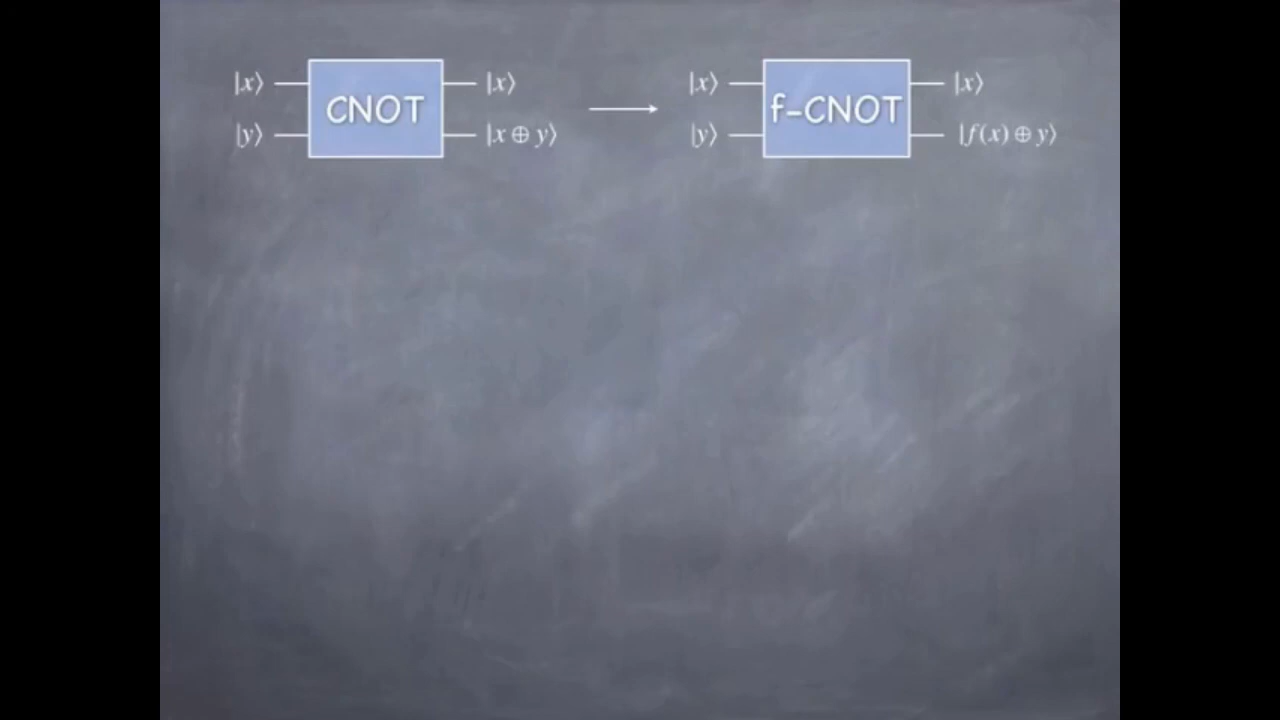 |x⟩ CNOT |x⟩ → |x⟩ f-CNOT |x⟩
|y⟩ |x ⊕ y⟩ |y⟩ |f(x) ⊕ y⟩